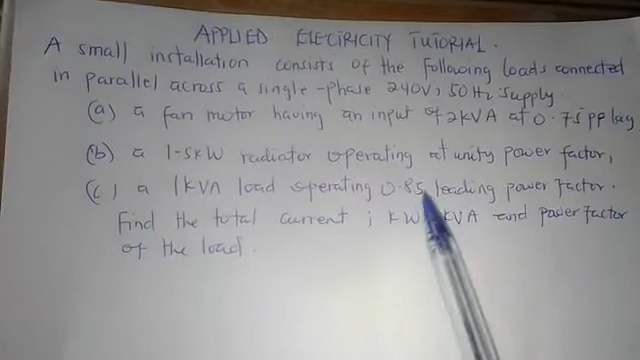 APPLIED ELECTRICITY TUTORIAL.
A small installation consists of the following loads connected
in parallel across a single-phase 240V, 50Hz supply
(a) a fan motor having an input of 2KVA at 0.75 pp lag
(b) a 1-5KW radiator operating at unity power factor,
(c) a 1KVA load operating 0.85 leading power factor.
Find the total current ; KW KVA and power factor
of the load.